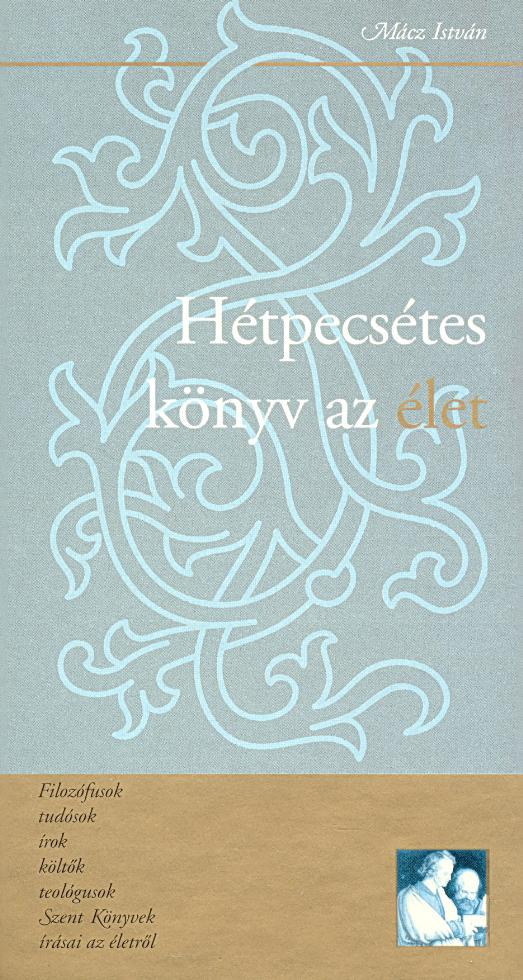 Mácz István
Hétpecsétes
könyv az élet
Filozófusok
tudósok
írok
költők
teológusok
Szent Könyvek
írásai az életről